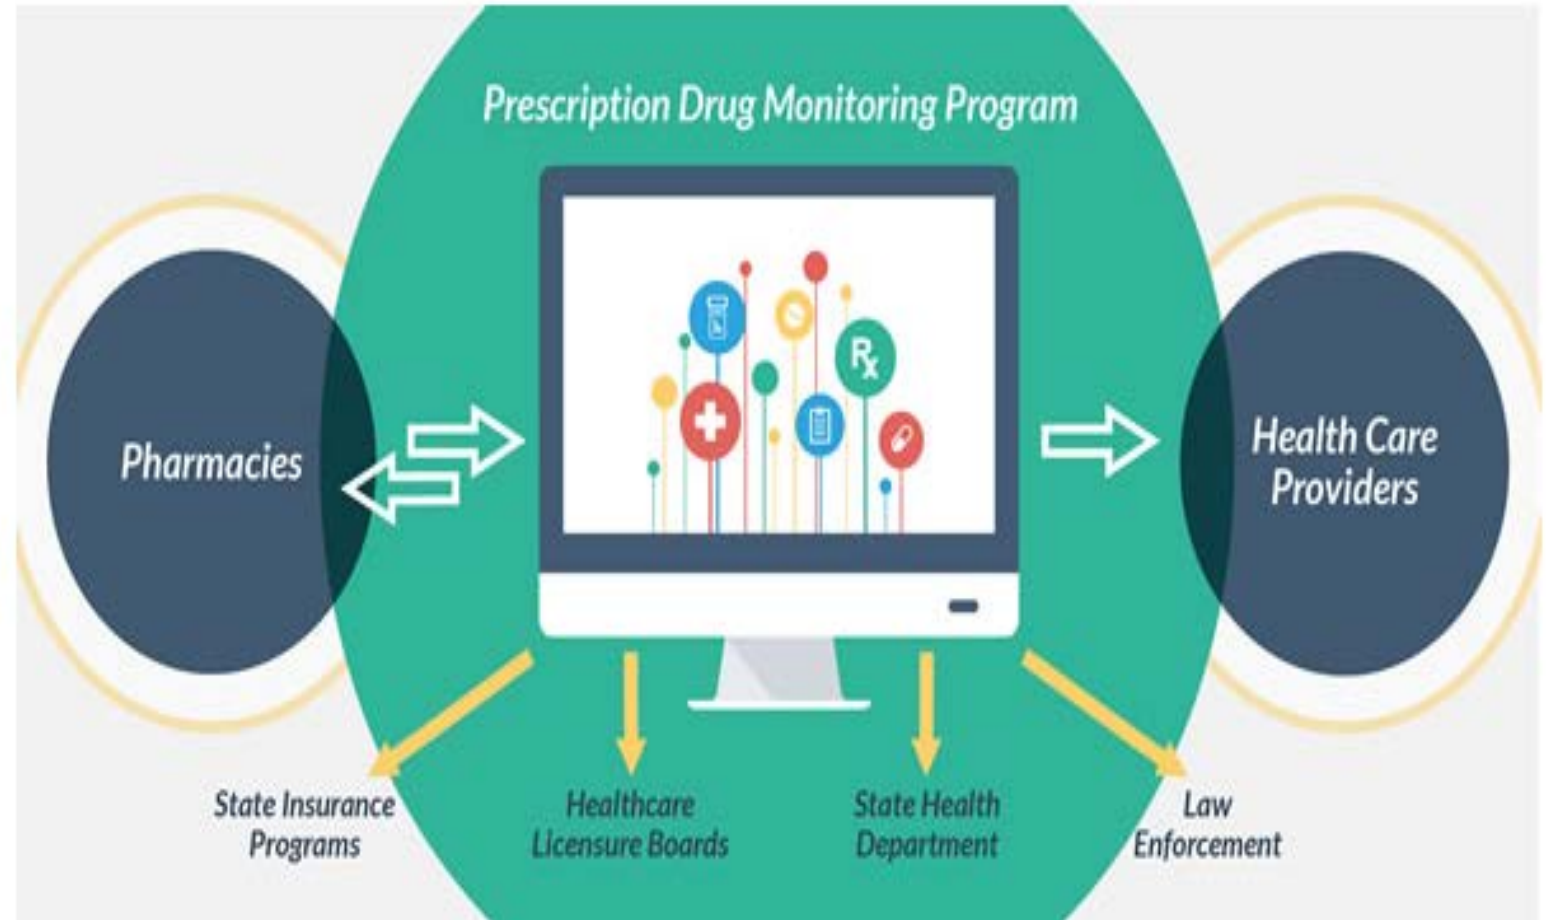 Prescription Drug Monitoring Program
Rx
Pharmacies
Health Care
Providers
State Insurance
Programs
Healthcare
Licensure Boards
State Health
Department
Law
Enforcement